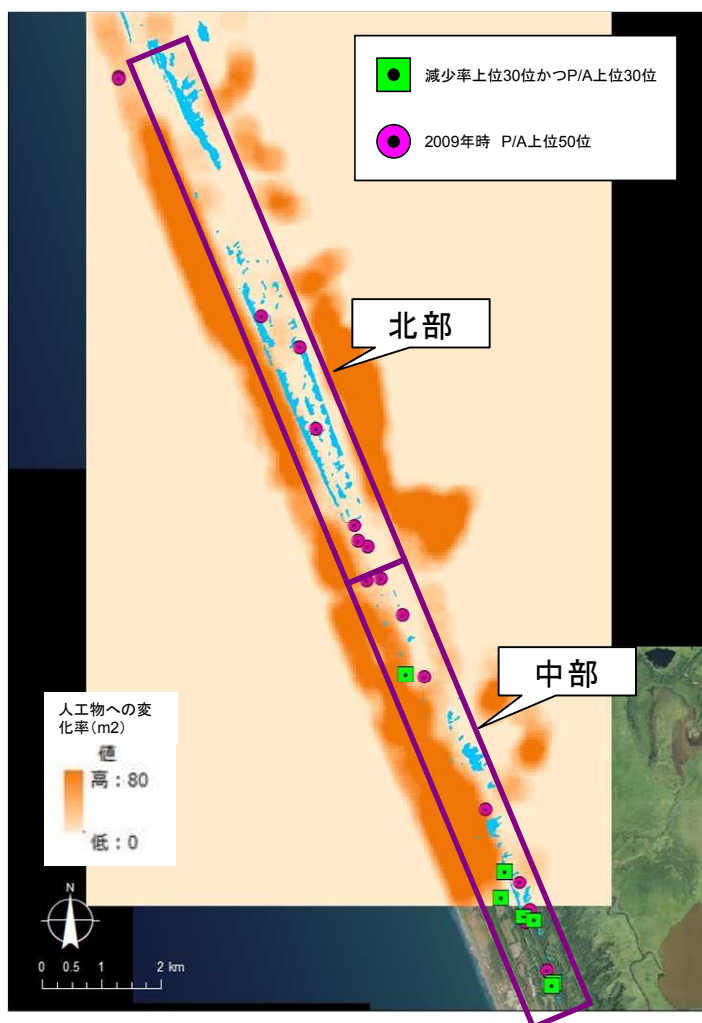 減少率上位30位かつP/A上位30位
2009年時 P/A上位50位
北部
中部
人工物への変
化率(m2)
値
高：80
低：0
N
0 0.5 1 2 km